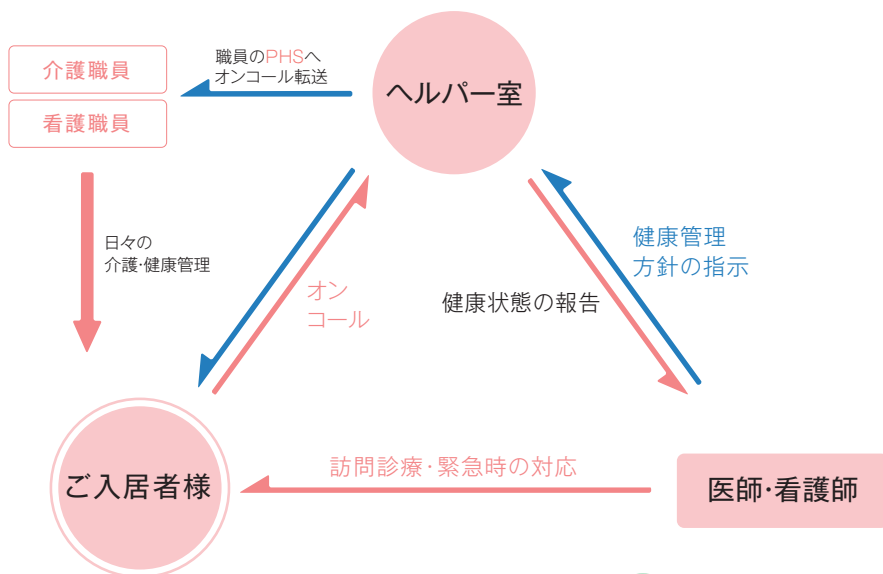 職員のPHSへ
オンコール転送
介護職員
看護職員
ヘルパー室
日々の
介護・健康管理
オン
コール
健康管理
方針の指示
健康状態の報告
訪問診療・緊急時の対応
ご入居者様
医師・看護師